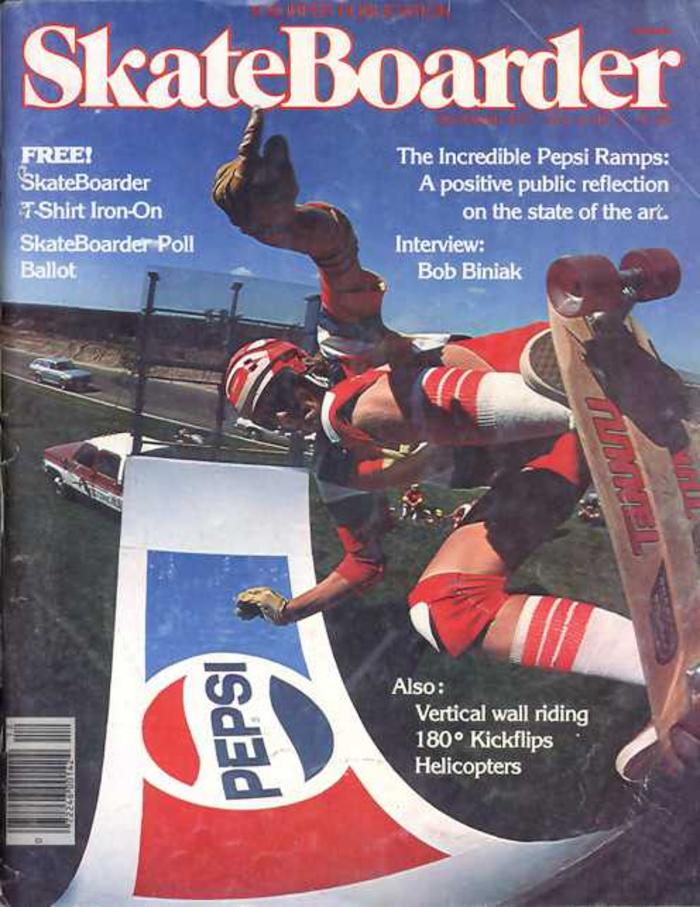 SkateBoarder
FREE!
SkateBoarder
T-Shirt Iron-On
SkateBoarder Poll
Ballot
The Incredible Pepsi Ramps:
A positive public reflection
on the state of the art.
Interview:
Bob Biniak
TUNNEL
PEPSI
Also:
Vertical wall riding
180° Kickflips
Helicopters